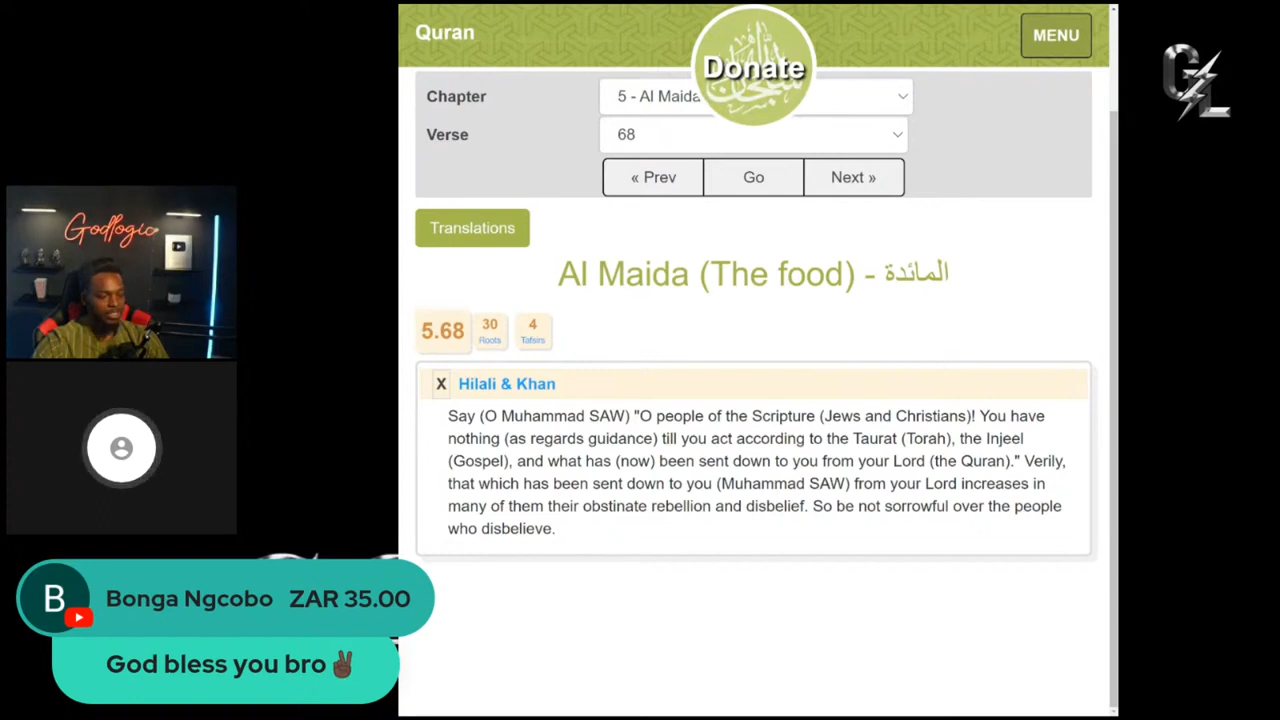 Quran
Donate
MENU
Chapter
5 - Al Maida
Verse
68
« Prev
Go
Next »
Translations
Al Maida (The food) - المائدة
5.68
30
Roots
4
Tafsirs
X Hilali & Khan
Say (O Muhammad SAW) "O people of the Scripture (Jews and Christians)! You have
nothing (as regards guidance) till you act according to the Taurat (Torah), the Injeel
(Gospel), and what has (now) been sent down to you from your Lord (the Quran)." Verily,
that which has been sent down to you (Muhammad SAW) from your Lord increases in
many of them their obstinate rebellion and disbelief. So be not sorrowful over the people
who disbelieve.
GL
Godlogic
B
Bonga Ngcobo ZAR 35.00
God bless you bro✌🏿